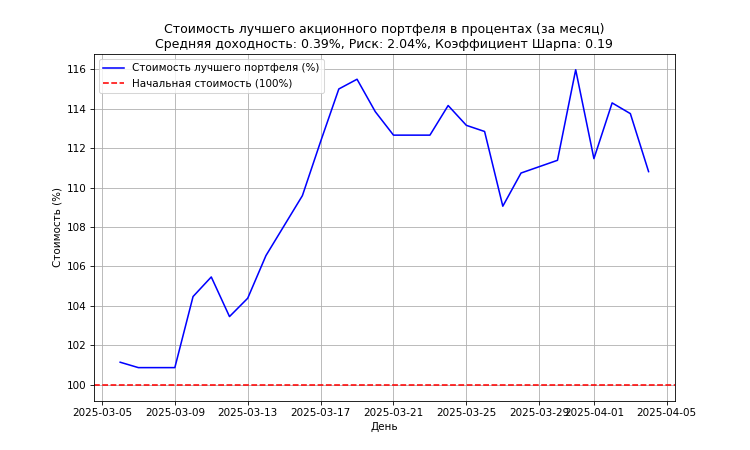 Стоимость лучшего акционного портфеля в процентах (за месяц)
Средняя доходность: 0.39%, Риск: 2.04%, Коэффициент Шарпа: 0.19
Стоимость лучшего портфеля (%)
Начальная стоимость (100%)
Стоимость (%)
116
114
112
110
108
106
104
102
100
2025-03-05 2025-03-09 2025-03-13 2025-03-17 2025-03-21 2025-03-25 2025-03-29 2025-04-01 2025-04-05
День